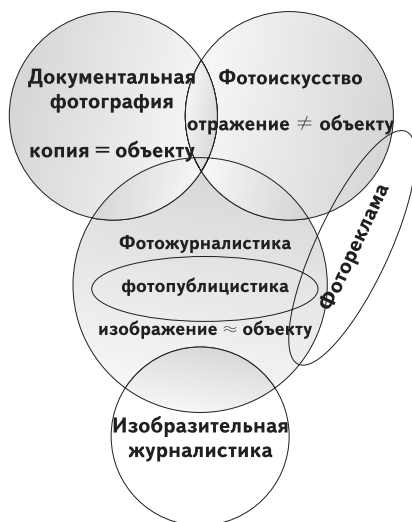 Документальная
фотография
копия = объекту
Фотоискусство
отражение ≠ объекту
Фотожурналистика
фотопублицистика
изображение ≈ объекту
Фотореклама
Изобразительная
журналистика